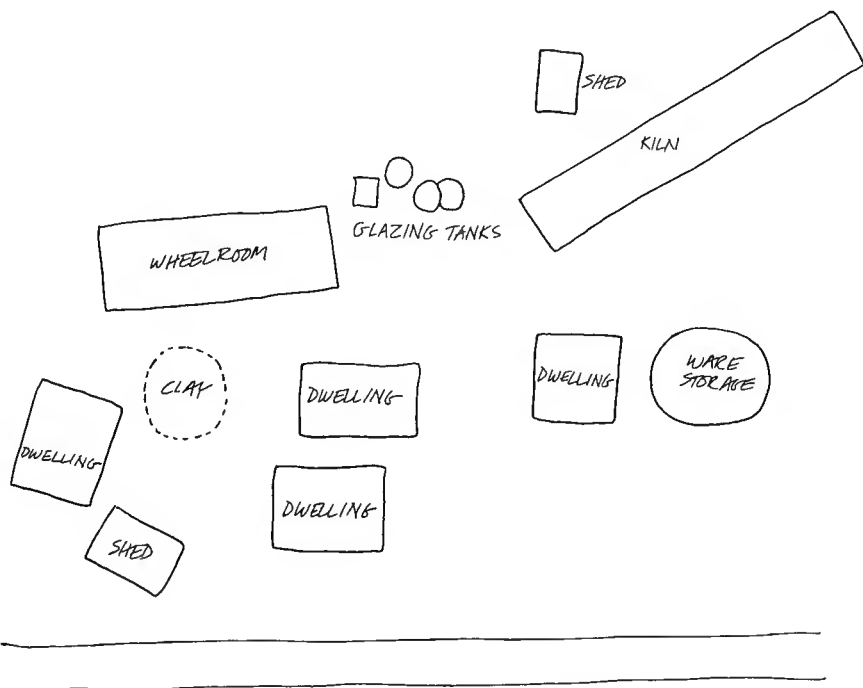 SHED
KILN
GLAZING TANKS
WHEELROOM
WARE
STORAGE
DWELLING
CLAY
DWELLING
DWELLING
DWELLING
SHED